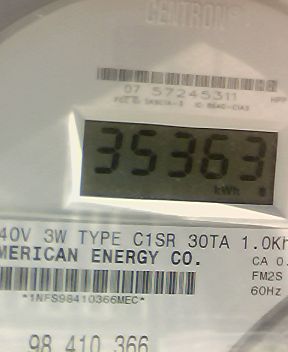 CENTRON®
07 57245311
35363
kWh
40V 3W TYPE C1SR 30TA 1.0Kh
MERICAN ENERGY CO.
CA 0.
FM2S
60Hz
*1NFS98410366MEC*
98 410 366